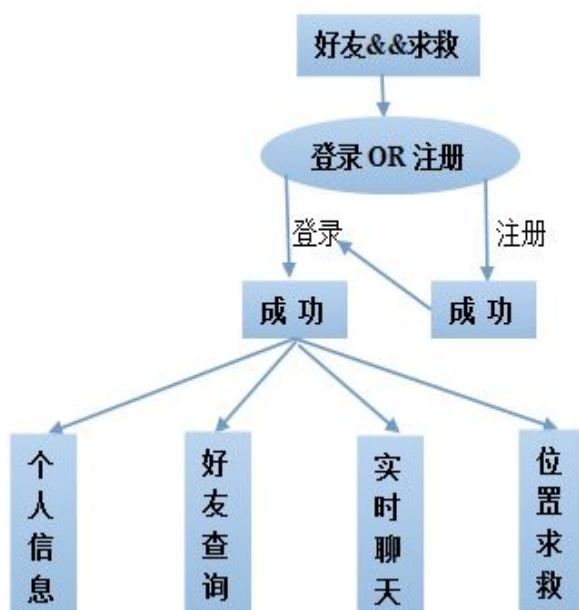 好友&&求救
登录 OR 注册
登录
注册
成 功
成 功
个人信息
好友查询
实时聊天
位置求救